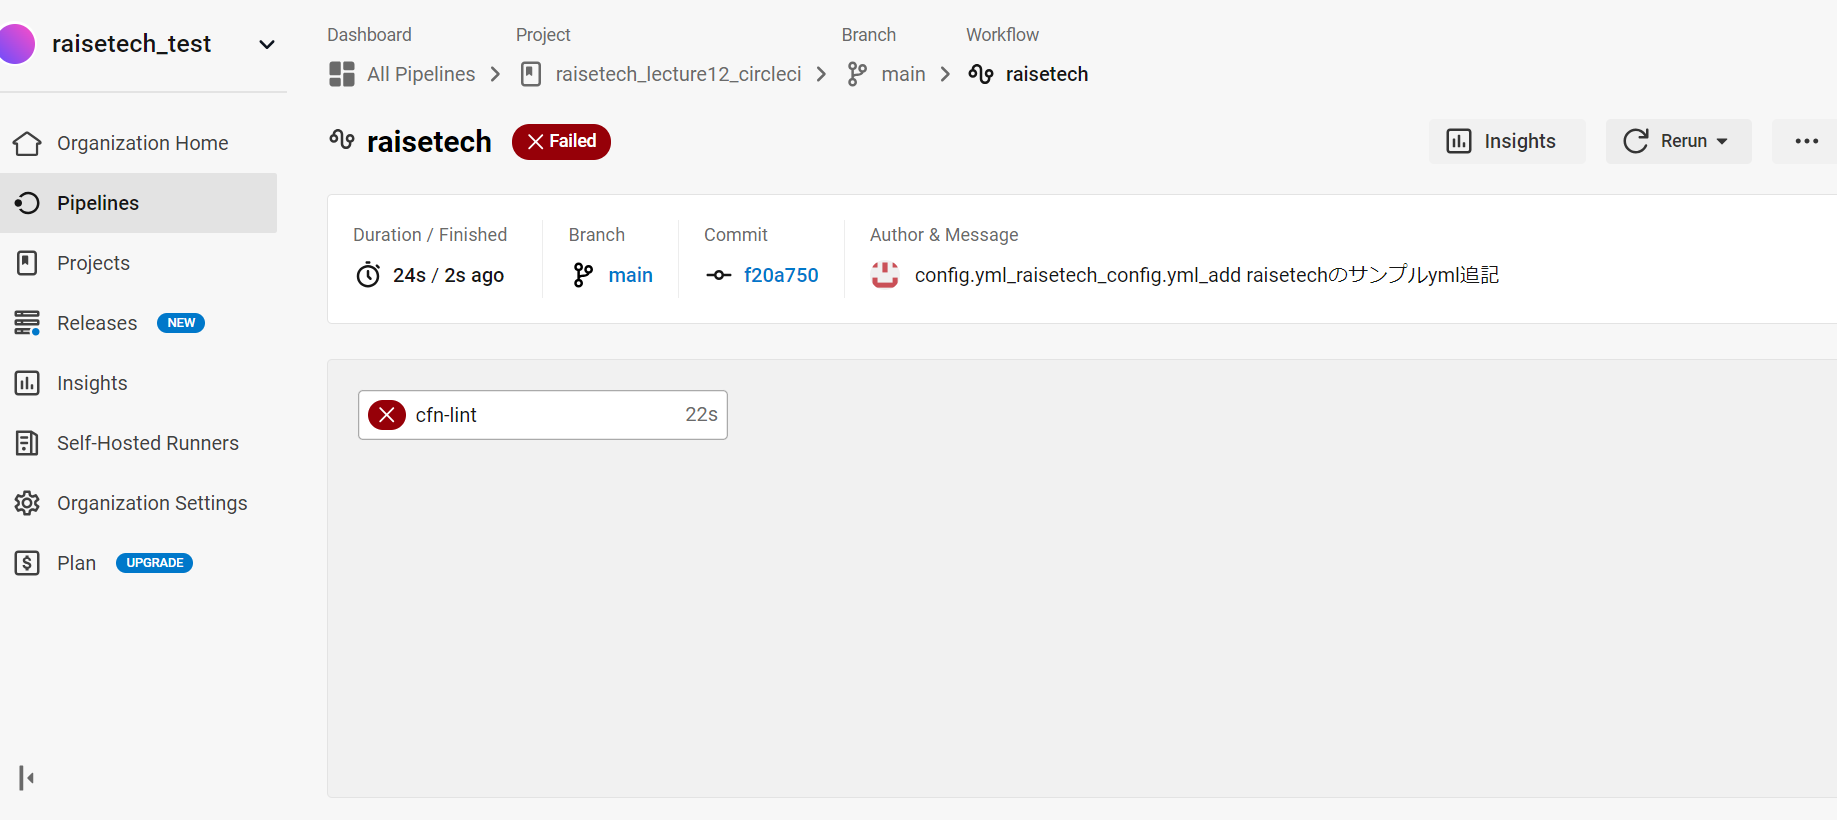 raisetech_test
Organization Home
Pipelines
Projects
Releases NEW
Insights
Self-Hosted Runners
Organization Settings
Plan UPGRADE
Dashboard Project Branch Workflow
All Pipelines raisetech_lecture12_circleci main raisetech
raisetech Failed Insights Rerun
Duration / Finished Branch Commit Author & Message
24s / 2s ago main f20a750 config.yml_raisetech_config.yml_add raisetechのサンプルyml追記
cfn-lint 22s